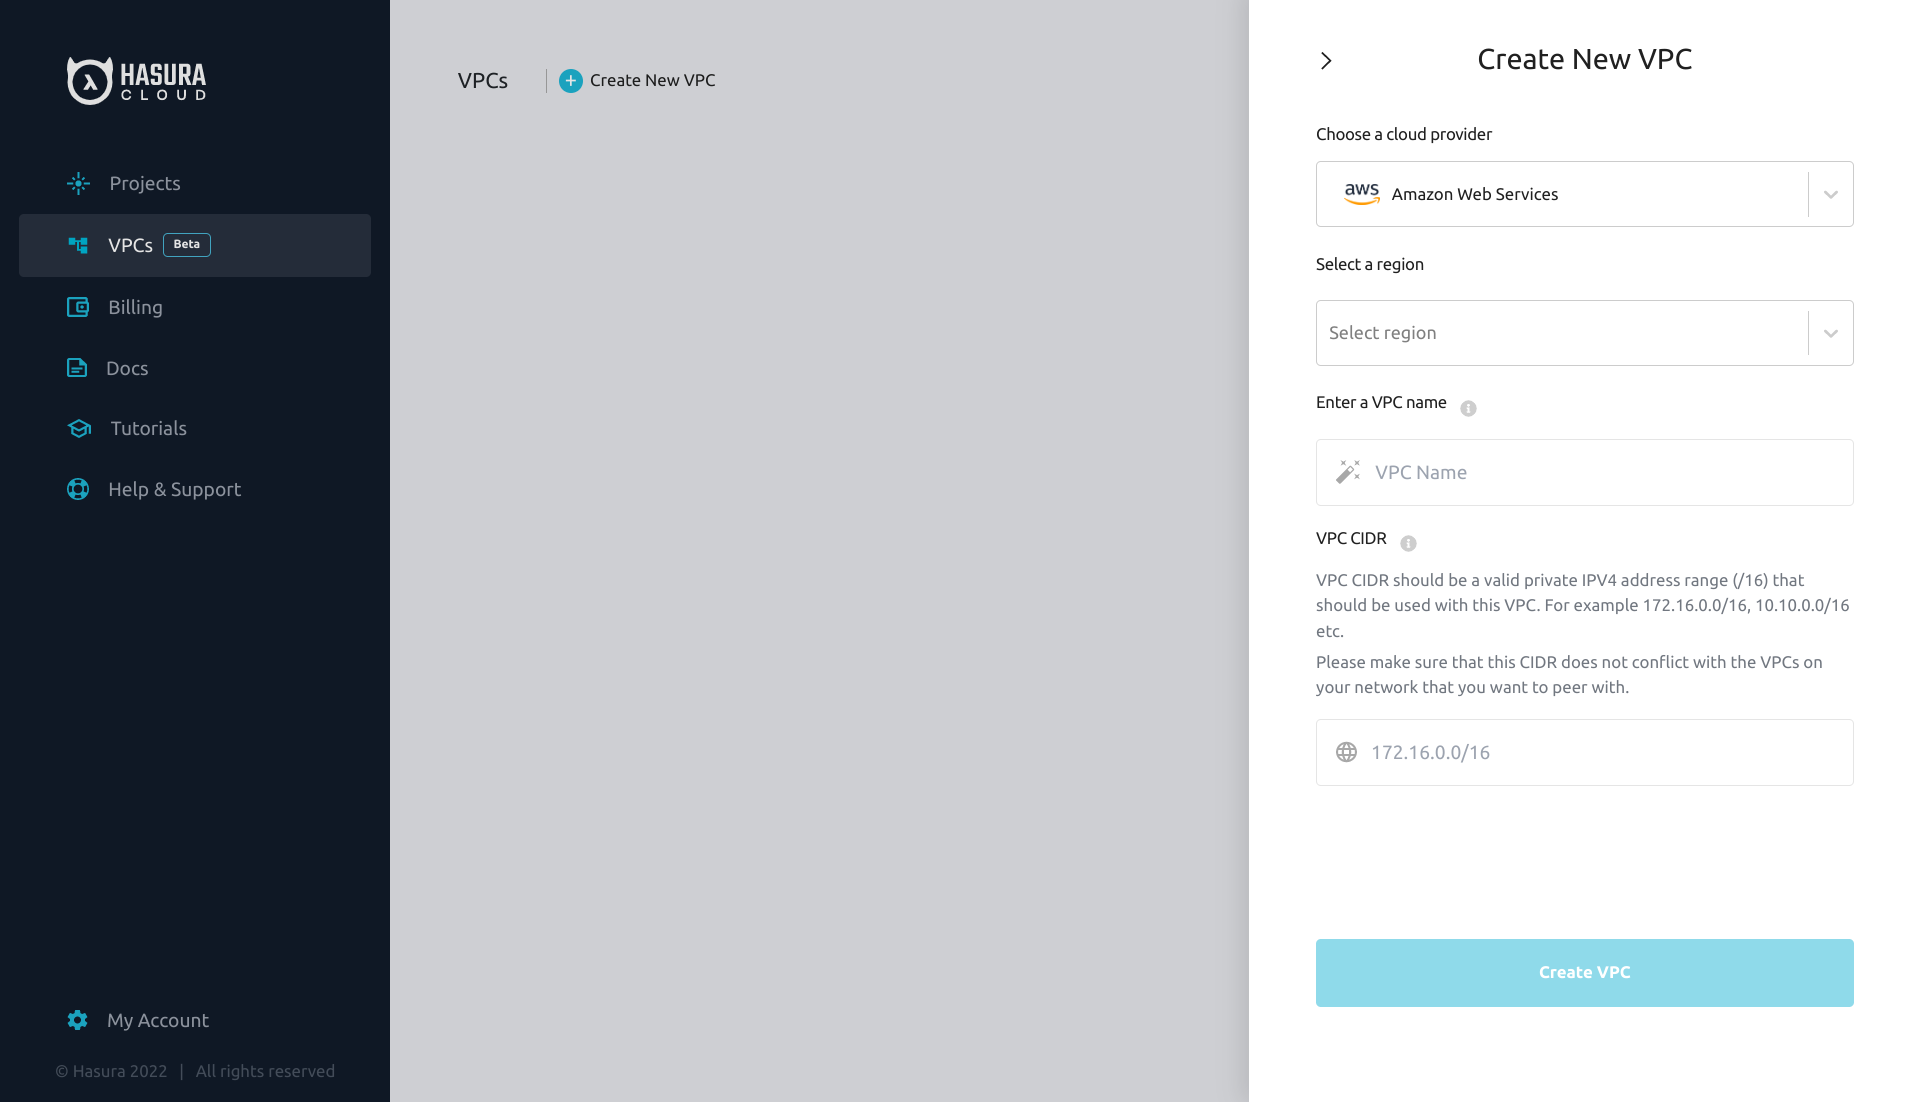 HASURA
CLOUD
Projects
VPCs Beta
Billing
Docs
Tutorials
Help & Support
My Account
© Hasura 2022 | All rights reserved
VPCs
Create New VPC
Create New VPC
Choose a cloud provider
aws Amazon Web Services
Select a region
Select region
Enter a VPC name
VPC Name
VPC CIDR
VPC CIDR should be a valid private IPV4 address range (/16) that
should be used with this VPC. For example 172.16.0.0/16, 10.10.0.0/16
etc.
Please make sure that this CIDR does not conflict with the VPCs on
your network that you want to peer with.
172.16.0.0/16
Create VPC